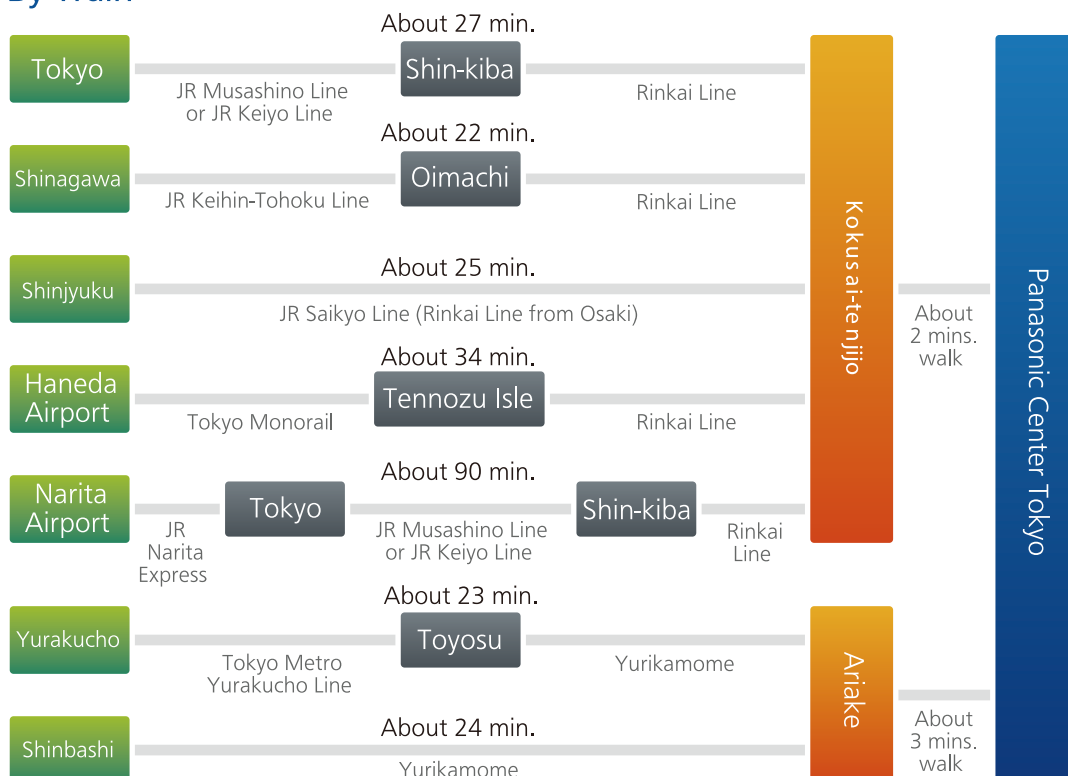 By Train
About 27 min.
Tokyo
Shin-kiba
JR Musashino Line
or JR Keiyo Line
Rinkai Line
About 22 min.
Shinagawa
Oimachi
JR Keihin-Tohoku Line
Rinkai Line
About 25 min.
Shinjyuku
JR Saikyo Line (Rinkai Line from Osaki)
About 34 min.
Haneda
Airport
Tennozu Isle
Tokyo Monorail
Rinkai Line
About 90 min.
Narita
Airport
Tokyo
Shin-kiba
JR
Narita
Express
JR Musashino Line
or JR Keiyo Line
Rinkai
Line
Kokusai-tenjijo
About
2 mins.
walk
About 23 min.
Yurakucho
Toyosu
Tokyo Metro
Yurakucho Line
Yurikamome
About 24 min.
Shinbashi
Yurikamome
Ariake
About
3 mins.
walk
Panasonic Center Tokyo